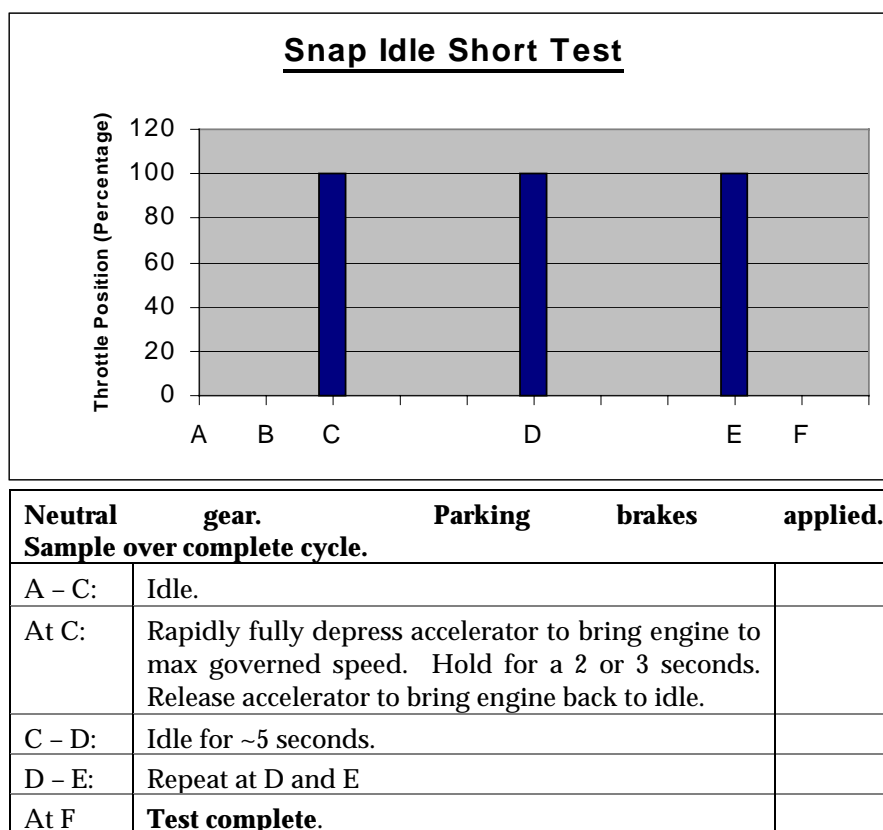 Snap Idle Short Test
Throttle Position (Percentage)
120
100
80
60
40
20
0
A B C D E F
Neutral gear. Parking brakes applied.
Sample over complete cycle.
A – C: Idle.
At C: Rapidly fully depress accelerator to bring engine to
max governed speed. Hold for a 2 or 3 seconds.
Release accelerator to bring engine back to idle.
C – D: Idle for ~5 seconds.
D – E: Repeat at D and E
At F Test complete.